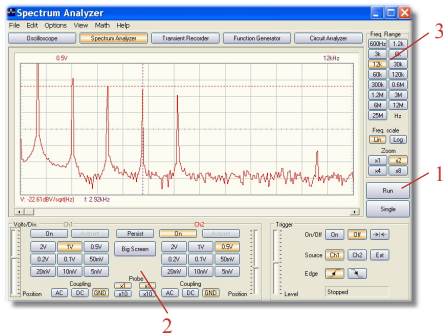 Spectrum Analyzer
File Edit Options View Math Help
Oscilloscope Spectrum Analyzer Transient Recorder Function Generator Circuit Analyzer
Freq. Range
3
600Hz 1.2k
3k 6k
12k 30k
60k 120k
300k 0.6M
1.2M 3M
6M 12M
25M Hz
0.5V 12kHz
Freq. scale
Lin Log
Zoom
x1 x2
x4 x8
1
Run
Single
V: -22.61dBV/sqrt(Hz) f: 2.92kHz
Volts/Div. Ch1 Ch2 Trigger
On Autoset Persist On Autoset
On/Off On Off
2V 1V 0.5V Big Screen 2V 1V 0.5V
0.2V 0.1V 50mV 0.2V 0.1V 50mV
Source Ch1 Ch2 Ext
20mV 10mV 5mV 20mV 10mV 5mV
Edge
Coupling Probe Coupling
x1 x1
x10 x10
Position AC DC GND AC DC GND Position
Level Stopped
2